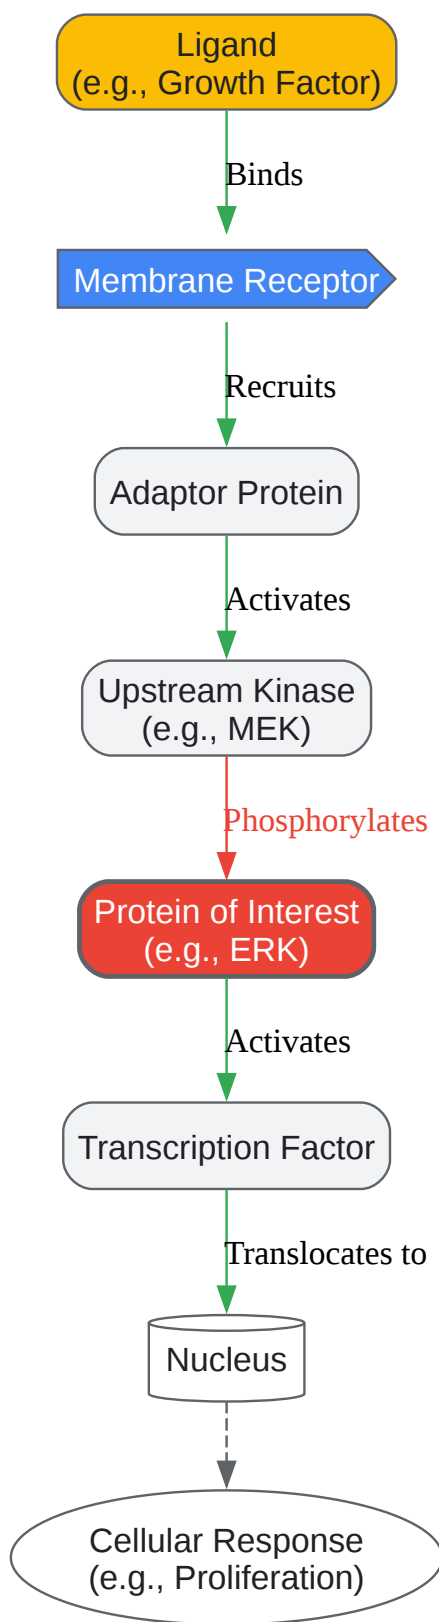 Ligand
(e.g., Growth Factor)
Binds
Membrane Receptor
Recruits
Adaptor Protein
Activates
Upstream Kinase
(e.g., MEK)
Phosphorylates
Protein of Interest
(e.g., ERK)
Activates
Transcription Factor
Translocates to
Nucleus
Cellular Response
(e.g., Proliferation)